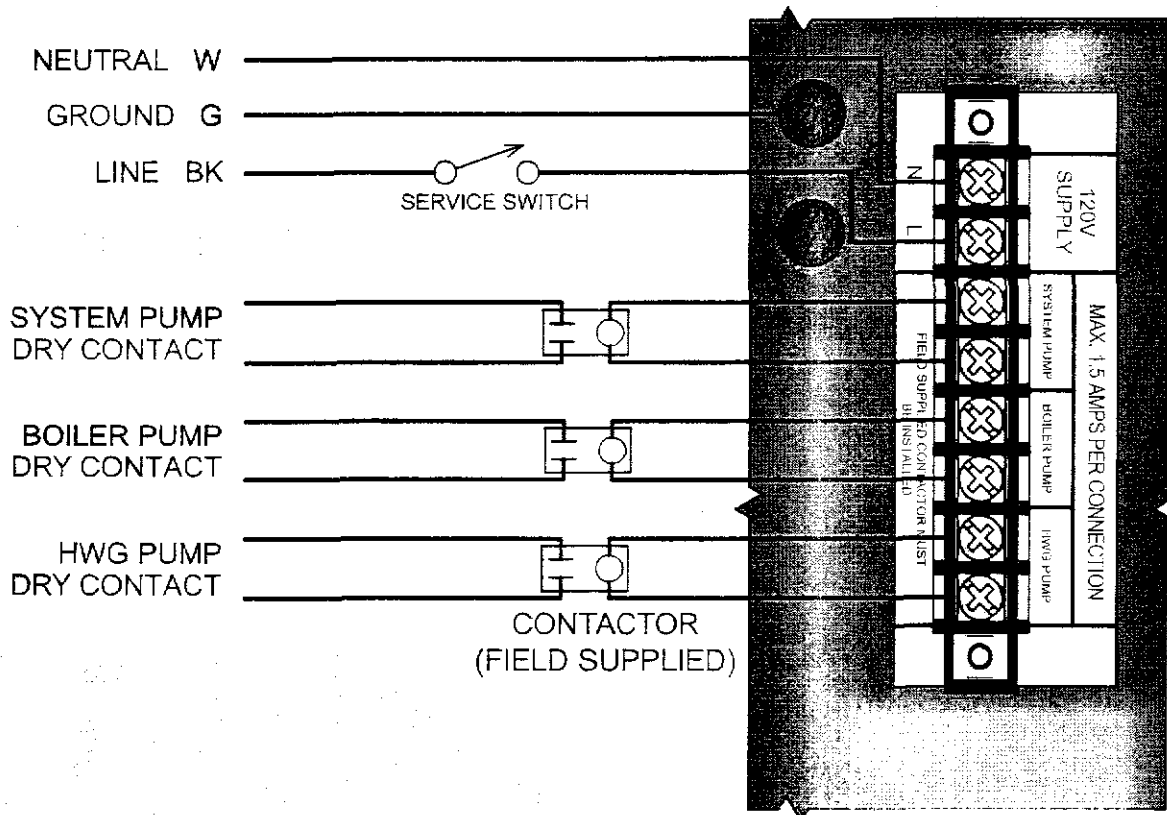 NEUTRAL W
GROUND G
LINE BK
SERVICE SWITCH
SYSTEM PUMP
DRY CONTACT
BOILER PUMP
DRY CONTACT
HWG PUMP
DRY CONTACT
CONTACTOR
(FIELD SUPPLIED)
N
L
120V
SUPPLY
SYSTEM PUMP
BOILER PUMP
HWG PUMP
MAX. 1.5 AMPS PER CONNECTION
FIELD SUPPLIED CONTACTOR MUST
BE INSTALLED